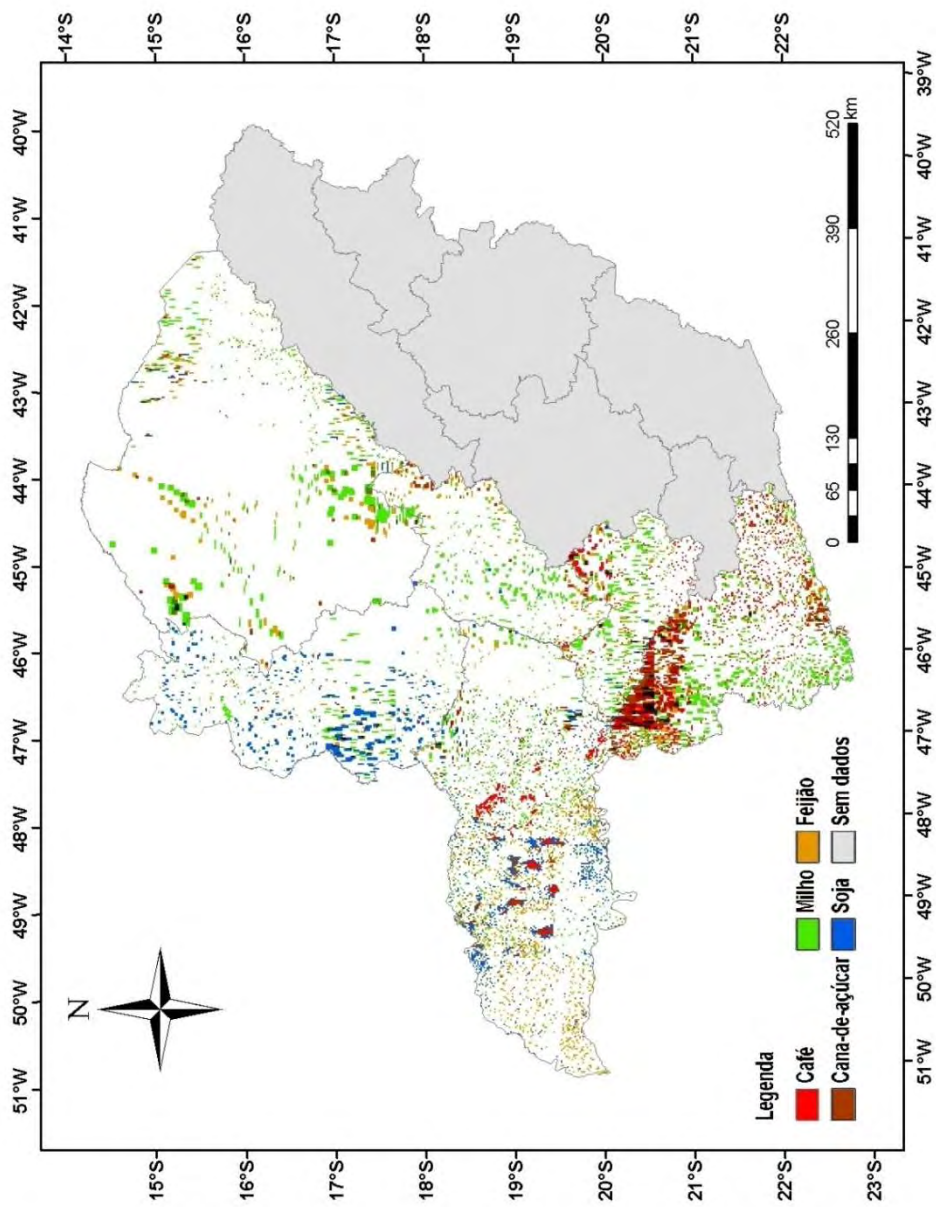 51°W 50°W 49°W 48°W 47°W 46°W 45°W 44°W 43°W 42°W 41°W 40°W
14°S
15°S
15°S
16°S
16°S
17°S
17°S
18°S
18°S
19°S
19°S
20°S
20°S
21°S
21°S
22°S
22°S
23°S
N
Legenda
Café Milho Feijão
Cana-de-açúcar Soja Sem dados
0 65 130 260 390 520
km
51°W 50°W 49°W 48°W 47°W 46°W 45°W 44°W 43°W 42°W 41°W 40°W 39°W